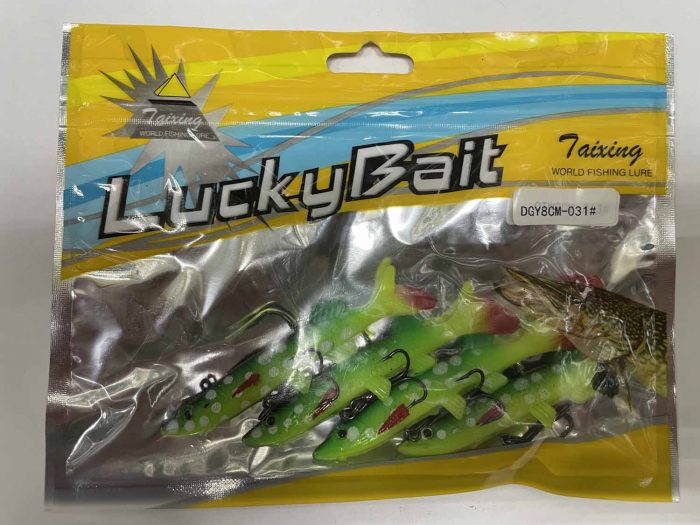 Taixing
WORLD FISHING LURE
LuckyBait
Taixing
WORLD FISHING LURE
DGY8CM-031#